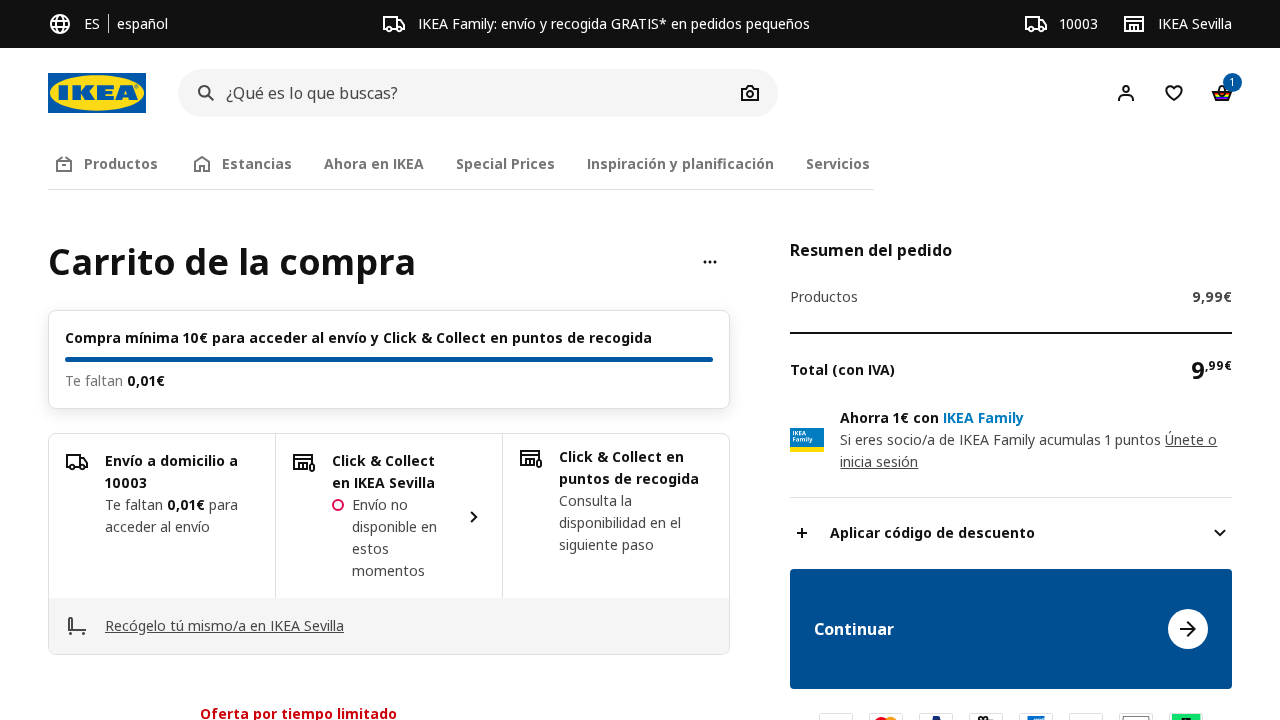 ES español
IKEA Family: envío y recogida GRATIS* en pedidos pequeños
10003
IKEA Sevilla
IKEA
¿Qué es lo que buscas?
1
Productos
Estancias
Ahora en IKEA
Special Prices
Inspiración y planificación
Servicios
Carrito de la compra
Compra mínima 10€ para acceder al envío y Click & Collect en puntos de recogida
Te faltan 0,01€
Envío a domicilio a
10003
Te faltan 0,01€ para
acceder al envío
Click & Collect
en IKEA Sevilla
Envío no
disponible en
estos
momentos
Click & Collect en
puntos de recogida
Consulta la
disponibilidad en el
siguiente paso
Recógelo tú mismo/a en IKEA Sevilla
Oferta por tiempo limitado
Resumen del pedido
Productos 9,99€
Total (con IVA) 9,99€
IKEA
Family
Ahorra 1€ con IKEA Family
Si eres socio/a de IKEA Family acumulas 1 puntos Únete o
inicia sesión
Aplicar código de descuento
Continuar